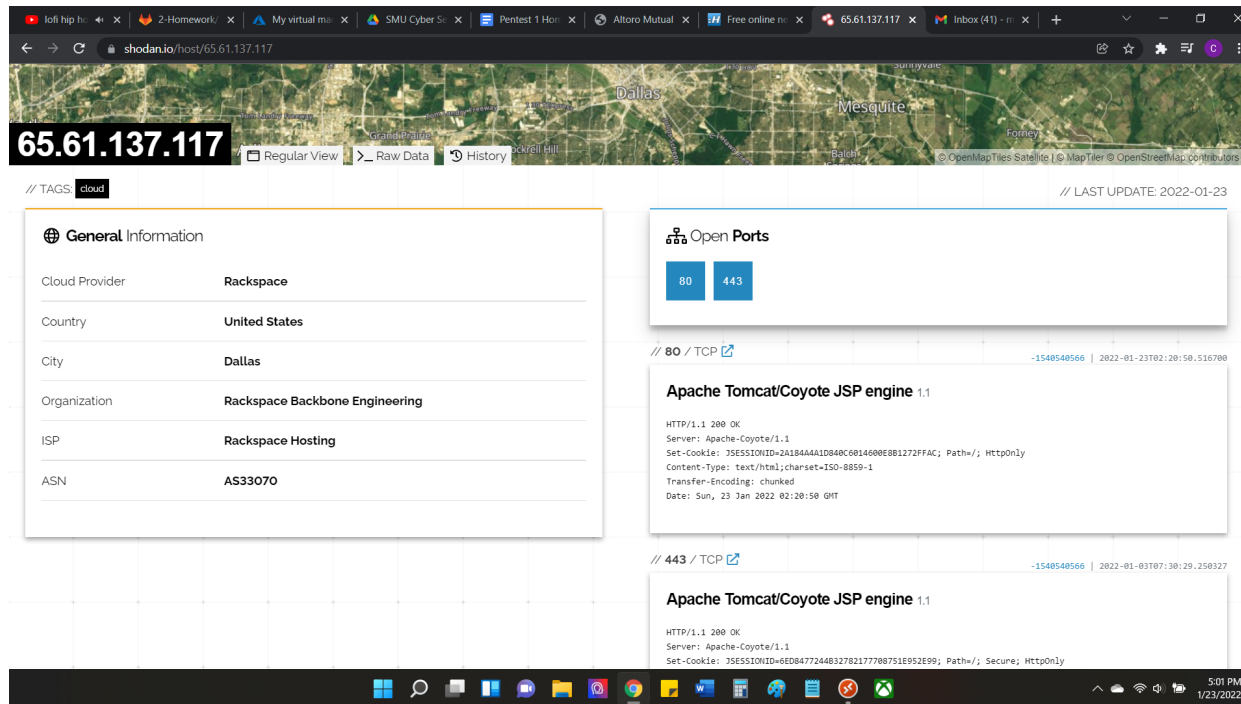 lofi hip ho
2-Homework/
My virtual mac
SMU Cyber Se
Pentest 1 Hom
Altoro Mutual
Free online ne
65.61.137.117
Inbox (41) - m
shodan.io/host/65.61.137.117
C
Sunnyvale
Dallas
Mesquite
Grand Prairie
Forney
Balch
ockrell Hill
65.61.137.117
Regular View
Raw Data
History
© OpenMapTiles Satellite | © MapTiler © OpenStreetMap contributors
// TAGS: cloud
// LAST UPDATE: 2022-01-23
General Information
Cloud Provider Rackspace
Country United States
City Dallas
Organization Rackspace Backbone Engineering
ISP Rackspace Hosting
ASN AS33070
Open Ports
80 443
// 80 / TCP
-1540540566 | 2022-01-23T02:20:50.516700
Apache Tomcat/Coyote JSP engine 1.1
HTTP/1.1 200 OK
Server: Apache-Coyote/1.1
Set-Cookie: JSESSIONID=2A184A4A1D840C6014600E8B1272FFAC; Path=/; HttpOnly
Content-Type: text/html;charset=ISO-8859-1
Transfer-Encoding: chunked
Date: Sun, 23 Jan 2022 02:20:50 GMT
// 443 / TCP
-1540540566 | 2022-01-03T07:30:29.250327
Apache Tomcat/Coyote JSP engine 1.1
HTTP/1.1 200 OK
Server: Apache-Coyote/1.1
Set-Cookie: JSESSIONID=6ED8477244B32782177708751E952E99; Path=/; Secure; HttpOnly
5:01 PM
1/23/2022